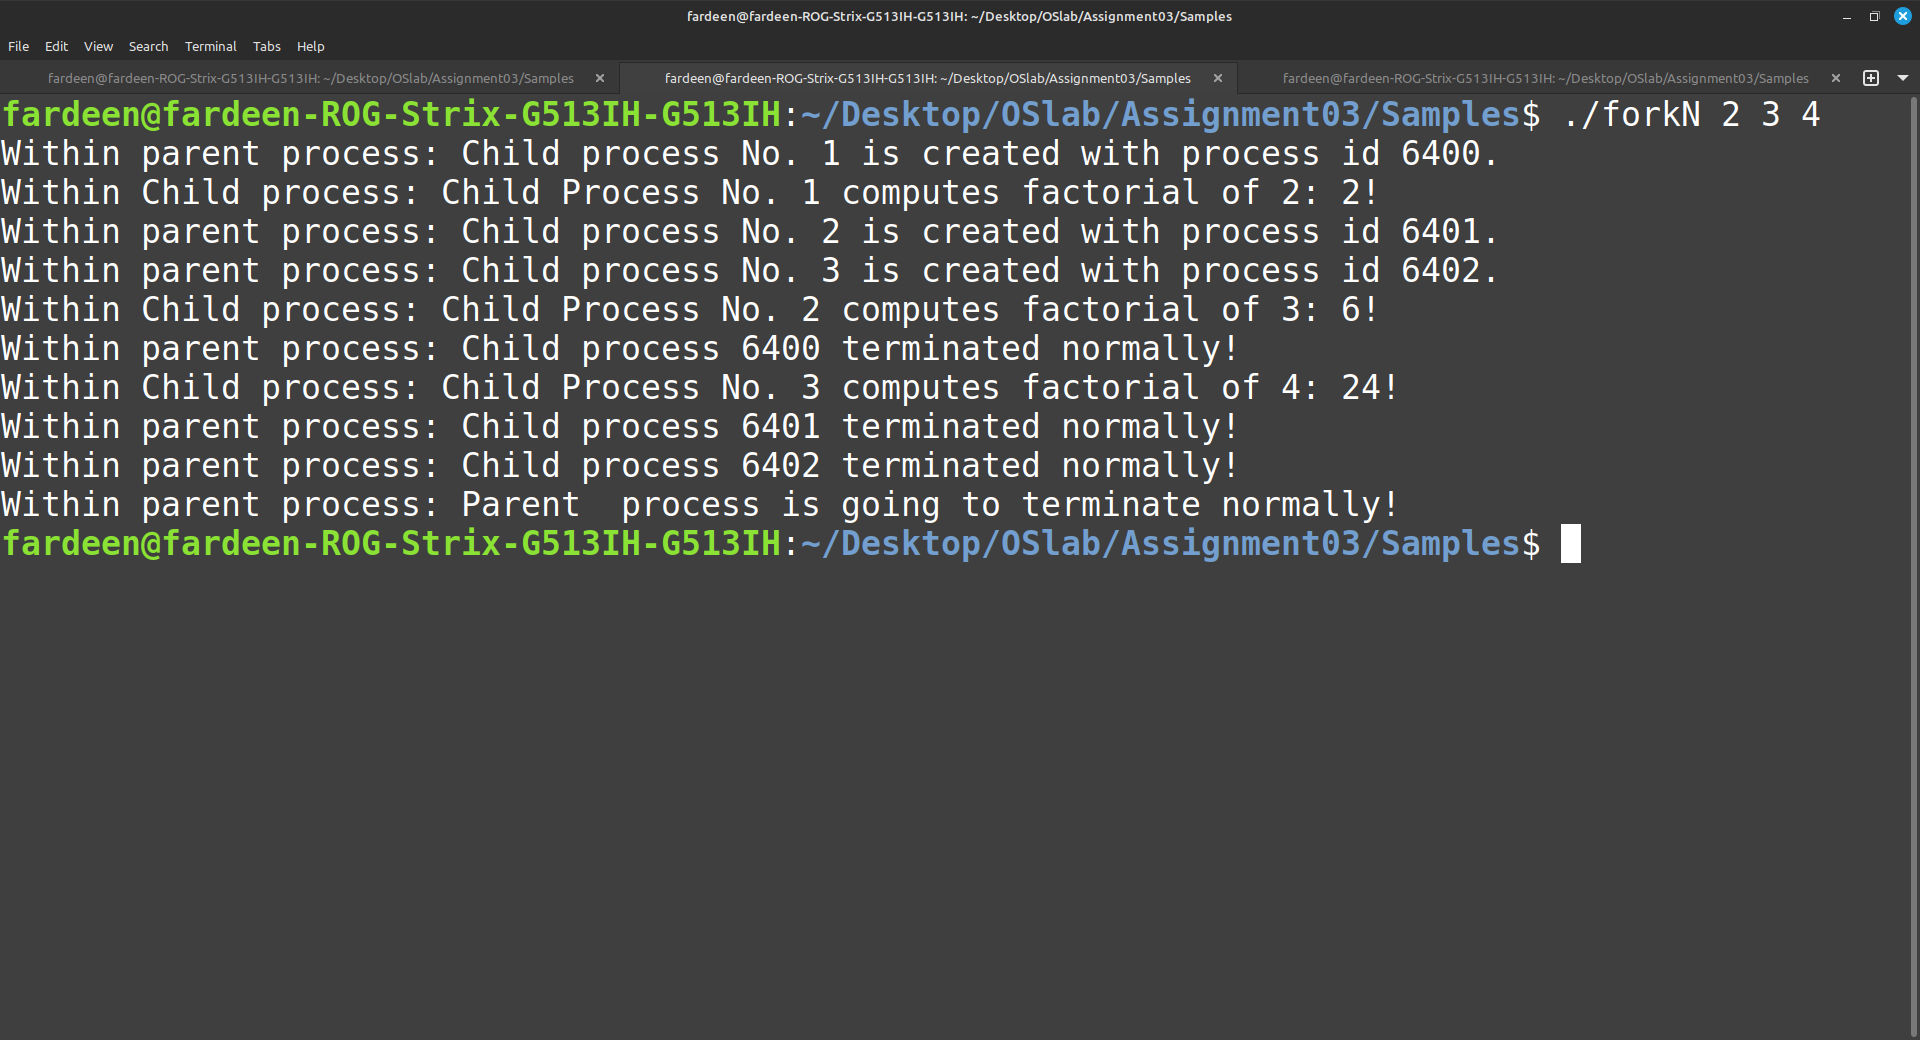 fardeen@fardeen-ROG-Strix-G513IH-G513IH: ~/Desktop/OSlab/Assignment03/Samples
File Edit View Search Terminal Tabs Help
fardeen@fardeen-ROG-Strix-G513IH-G513IH: ~/Desktop/OSlab/Assignment03/Samples fardeen@fardeen-ROG-Strix-G513IH-G513IH: ~/Desktop/OSlab/Assignment03/Samples fardeen@fardeen-ROG-Strix-G513IH-G513IH: ~/Desktop/OSlab/Assignment03/Samples
fardeen@fardeen-ROG-Strix-G513IH-G513IH:~/Desktop/OSlab/Assignment03/Samples$ ./forkN 2 3 4
Within parent process: Child process No. 1 is created with process id 6400.
Within Child process: Child Process No. 1 computes factorial of 2: 2!
Within parent process: Child process No. 2 is created with process id 6401.
Within parent process: Child process No. 3 is created with process id 6402.
Within Child process: Child Process No. 2 computes factorial of 3: 6!
Within parent process: Child process 6400 terminated normally!
Within Child process: Child Process No. 3 computes factorial of 4: 24!
Within parent process: Child process 6401 terminated normally!
Within parent process: Child process 6402 terminated normally!
Within parent process: Parent  process is going to terminate normally!
fardeen@fardeen-ROG-Strix-G513IH-G513IH:~/Desktop/OSlab/Assignment03/Samples$